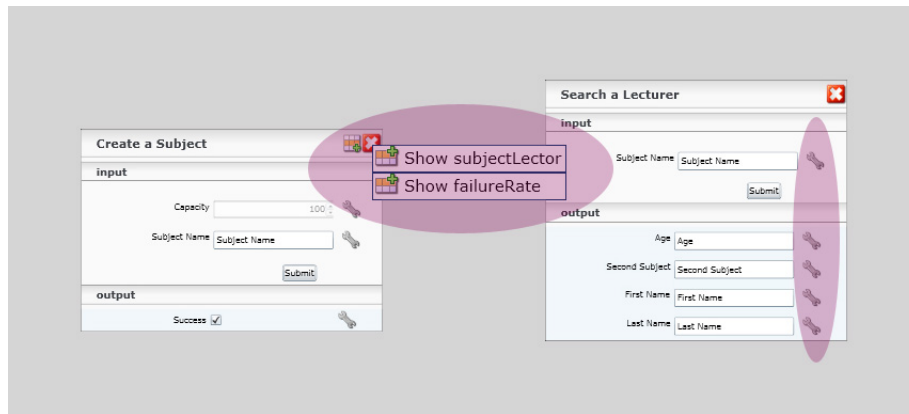 Create a Subject
input
Capacity 100
Subject Name Subject Name
Submit
output
Success
Show subjectLector
Show failureRate
Search a Lecturer
input
Subject Name Subject Name
Submit
output
Age Age
Second Subject Second Subject
First Name First Name
Last Name Last Name